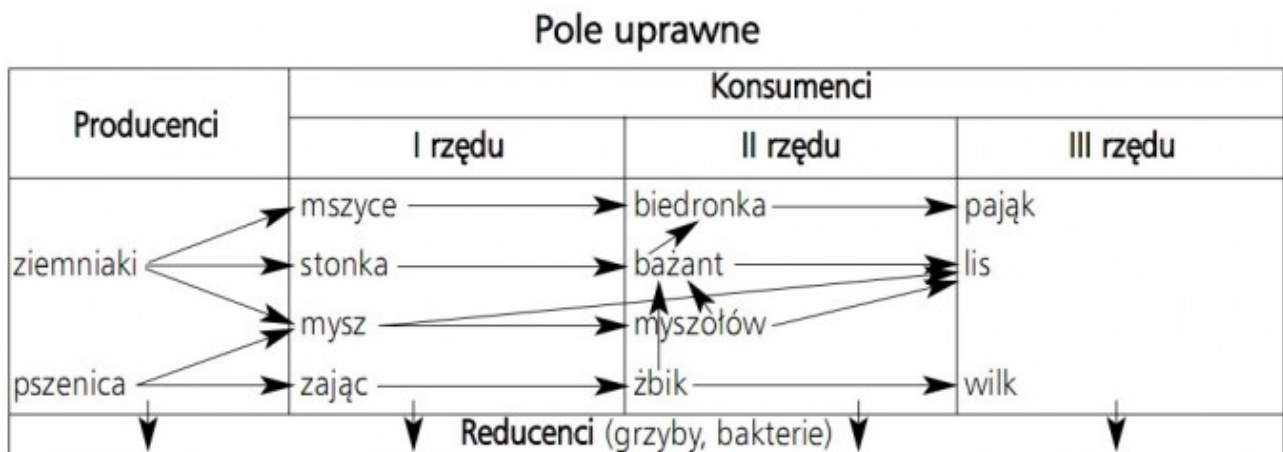 Pole uprawne
Producenci
Konsumenci
I rzędu
II rzędu
III rzędu
mszyce
biedronka
pająk
ziemniaki
stonka
bażant
lis
mysz
myszołów
pszenica
zając
żbik
wilk
Reducenci (grzyby, bakterie)